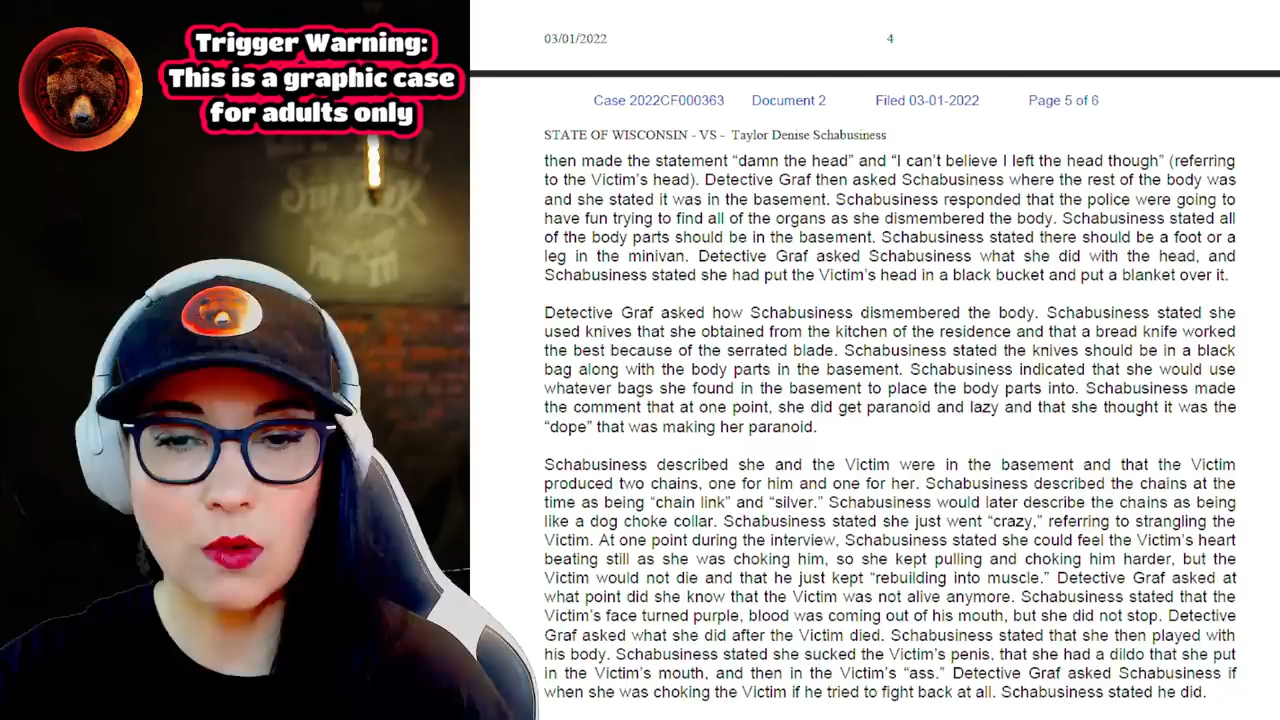 Trigger Warning:
This is a graphic case
for adults only
03/01/2022 4
Case 2022CF000363 Document 2 Filed 03-01-2022 Page 5 of 6
STATE OF WISCONSIN - VS - Taylor Denise Schabusiness
then made the statement “damn the head” and “I can’t believe I left the head though” (referring
to the Victim’s head). Detective Graf then asked Schabusiness where the rest of the body was
and she stated it was in the basement. Schabusiness responded that the police were going to
have fun trying to find all of the organs as she dismembered the body. Schabusiness stated all
of the body parts should be in the basement. Schabusiness stated there should be a foot or a
leg in the minivan. Detective Graf asked Schabusiness what she did with the head, and
Schabusiness stated she had put the Victim’s head in a black bucket and put a blanket over it.
Detective Graf asked how Schabusiness dismembered the body. Schabusiness stated she
used knives that she obtained from the kitchen of the residence and that a bread knife worked
the best because of the serrated blade. Schabusiness stated the knives should be in a black
bag along with the body parts in the basement. Schabusiness indicated that she would use
whatever bags she found in the basement to place the body parts into. Schabusiness made
the comment that at one point, she did get paranoid and lazy and that she thought it was the
“dope” that was making her paranoid.
Schabusiness described she and the Victim were in the basement and that the Victim
produced two chains, one for him and one for her. Schabusiness described the chains at the
time as being “chain link” and “silver.” Schabusiness would later describe the chains as being
like a dog choke collar. Schabusiness stated she just went “crazy,” referring to strangling the
Victim. At one point during the interview, Schabusiness stated she could feel the Victim’s heart
beating still as she was choking him, so she kept pulling and choking him harder, but the
Victim would not die and that he just kept “rebuilding into muscle.” Detective Graf asked at
what point did she know that the Victim was not alive anymore. Schabusiness stated that the
Victim’s face turned purple, blood was coming out of his mouth, but she did not stop. Detective
Graf asked what she did after the Victim died. Schabusiness stated that she then played with
his body. Schabusiness stated she sucked the Victim’s penis, that she had a dildo that she put
in the Victim’s mouth, and then in the Victim’s “ass.” Detective Graf asked Schabusiness if
when she was choking the Victim if he tried to fight back at all. Schabusiness stated he did.